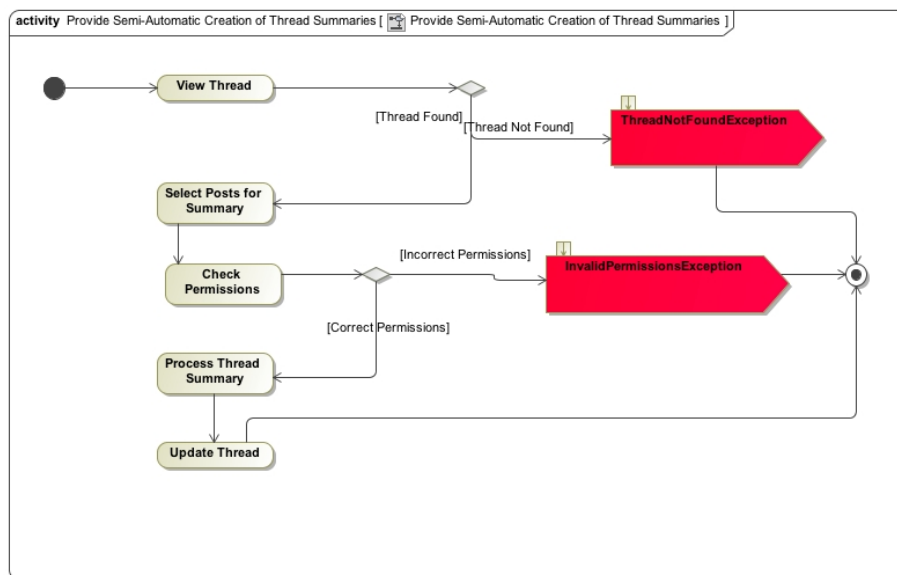 activity Provide Semi-Automatic Creation of Thread Summaries [ Provide Semi-Automatic Creation of Thread Summaries ]
View Thread
[Thread Found]
[Thread Not Found]
ThreadNotFoundException
Select Posts for
Summary
Check
Permissions
[Incorrect Permissions]
InvalidPermissionsException
[Correct Permissions]
Process Thread
Summary
Update Thread